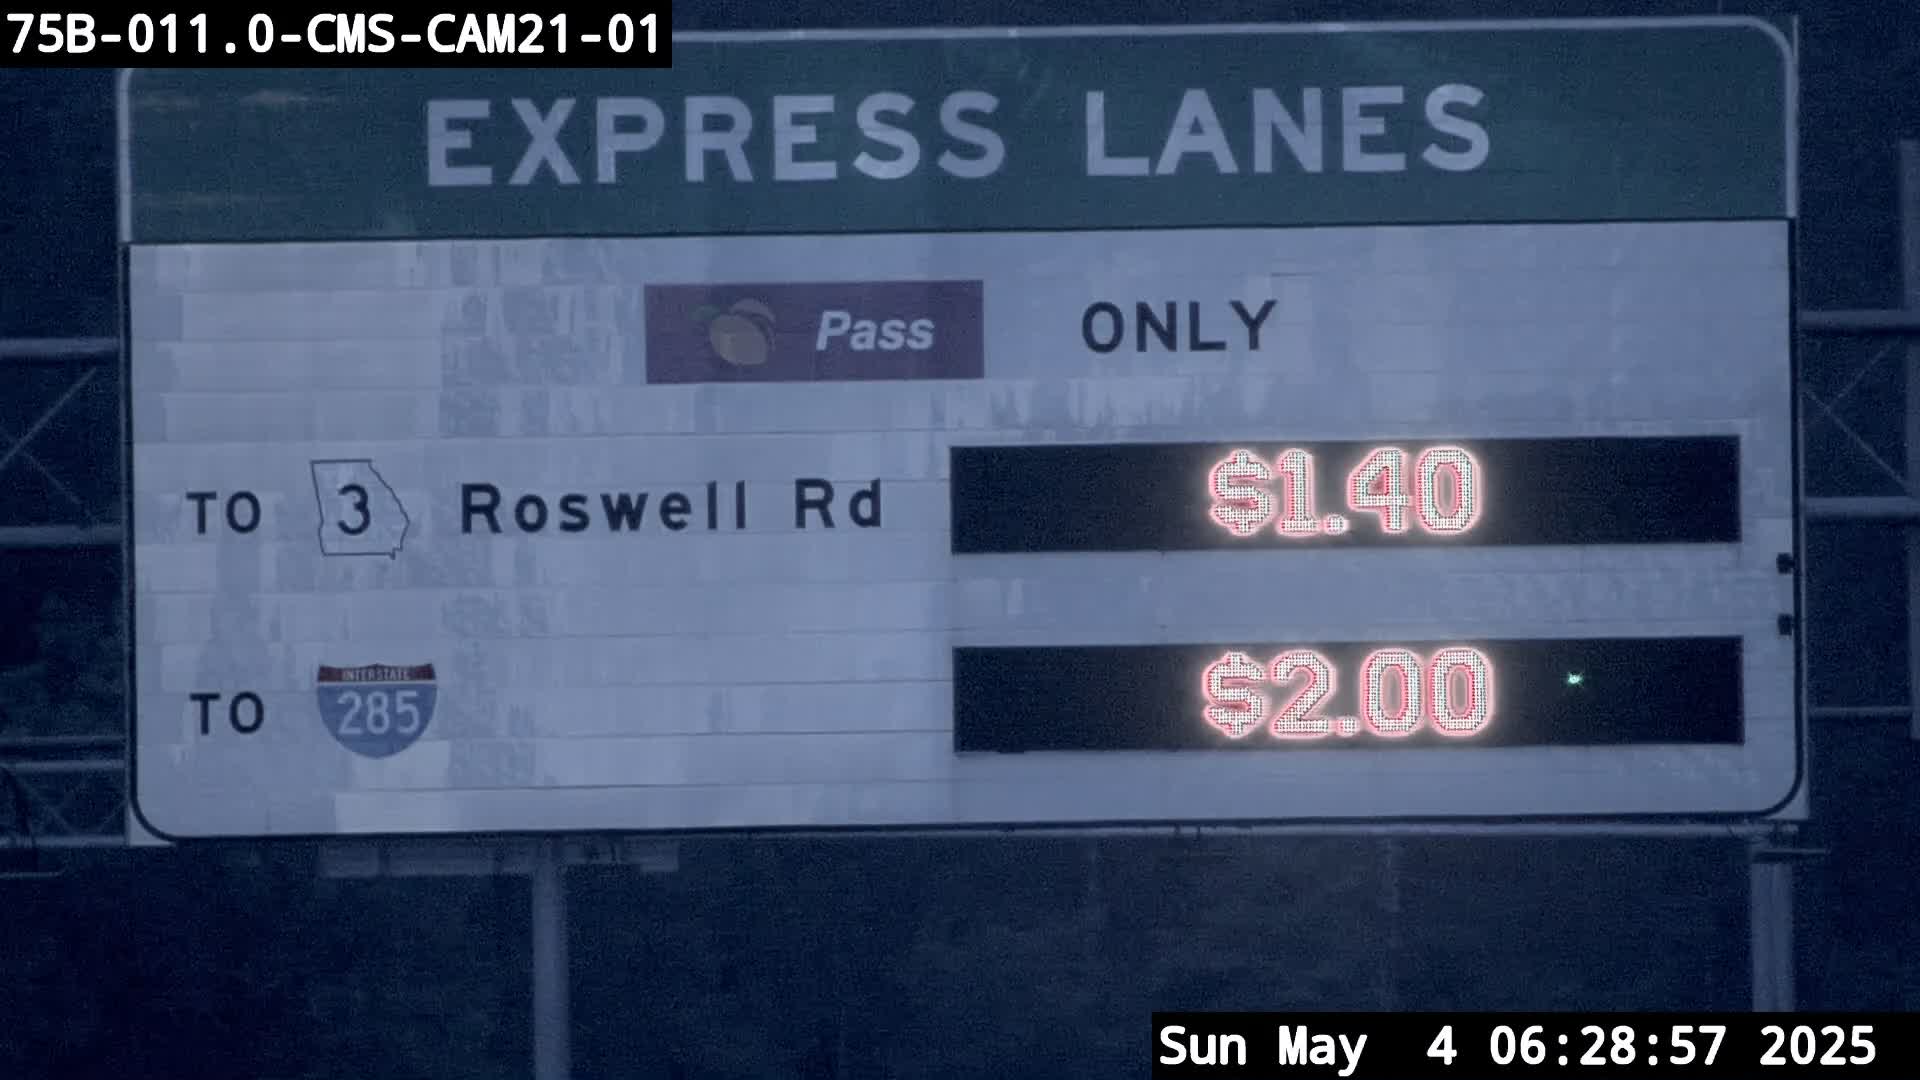 75B-011.0-CMS-CAM21-01
EXPRESS LANES
Pass ONLY
TO 3 Roswell Rd $1.40
INTERSTATE
TO 285 $2.00
Sun May 4 06:28:57 2025